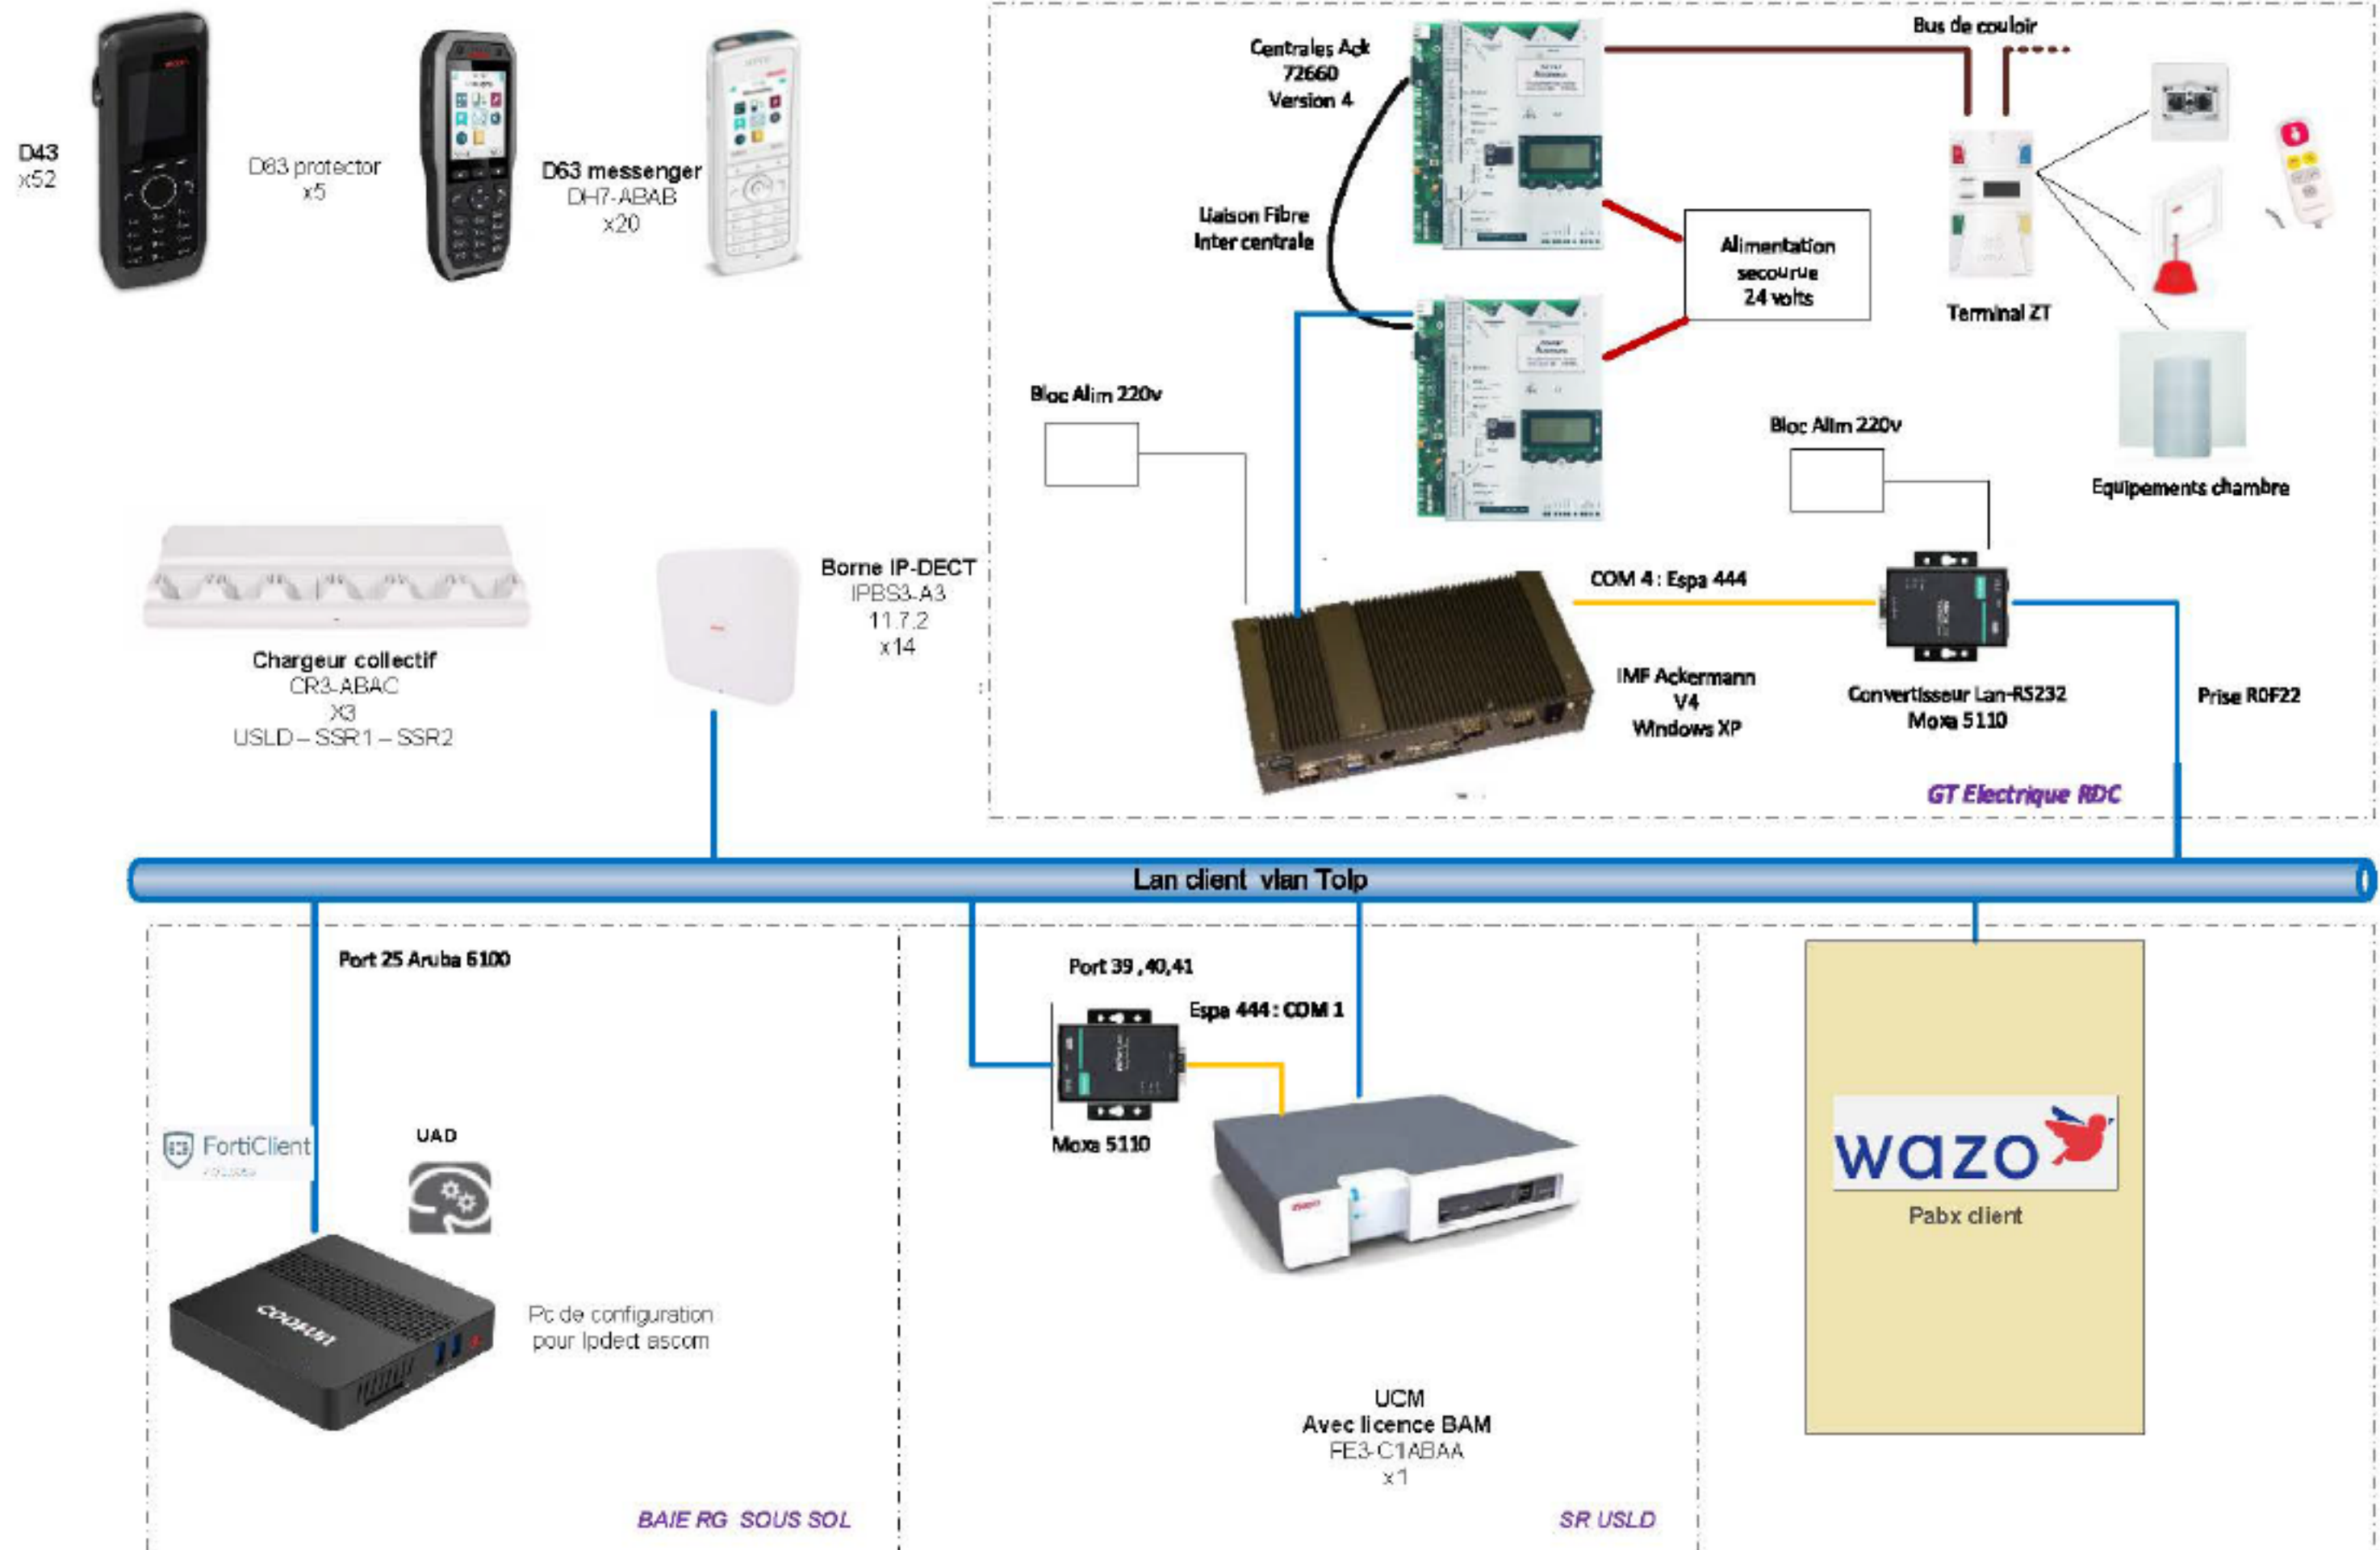 D43
x52
D63 protector
x5
D63 messenger
DH7-ABAB
x20
Centrales Ack
72660
Version 4
Bus de couloir
Liaison Fibre
Inter centrale
Alimentation
secourue
24 volts
Terminal ZT
Equipements chambre
Bloc Alim 220v
Bloc Alim 220v
Chargeur collectif
CR3-ABAC
X3
USLD – SSR1 – SSR2
Borne IP-DECT
IPBS3-A3
11.7.2
x14
COM 4 : Espa 444
IMF Ackermann
V4
Windows XP
Convertisseur Lan-RS232
Moxa 5110
Prise R0F22
GT Electrique RDC
Lan client vlan Tolp
Port 25 Aruba 6100
FortiClient
UAD
COOFUN
Pc de configuration
pour Ipdect ascom
BAIE RG SOUS SOL
Port 39 ,40,41
Espa 444 : COM 1
Moxa 5110
UCM
Avec licence BAM
FE3-C1ABAA
x1
SR USLD
wazo
Pabx client